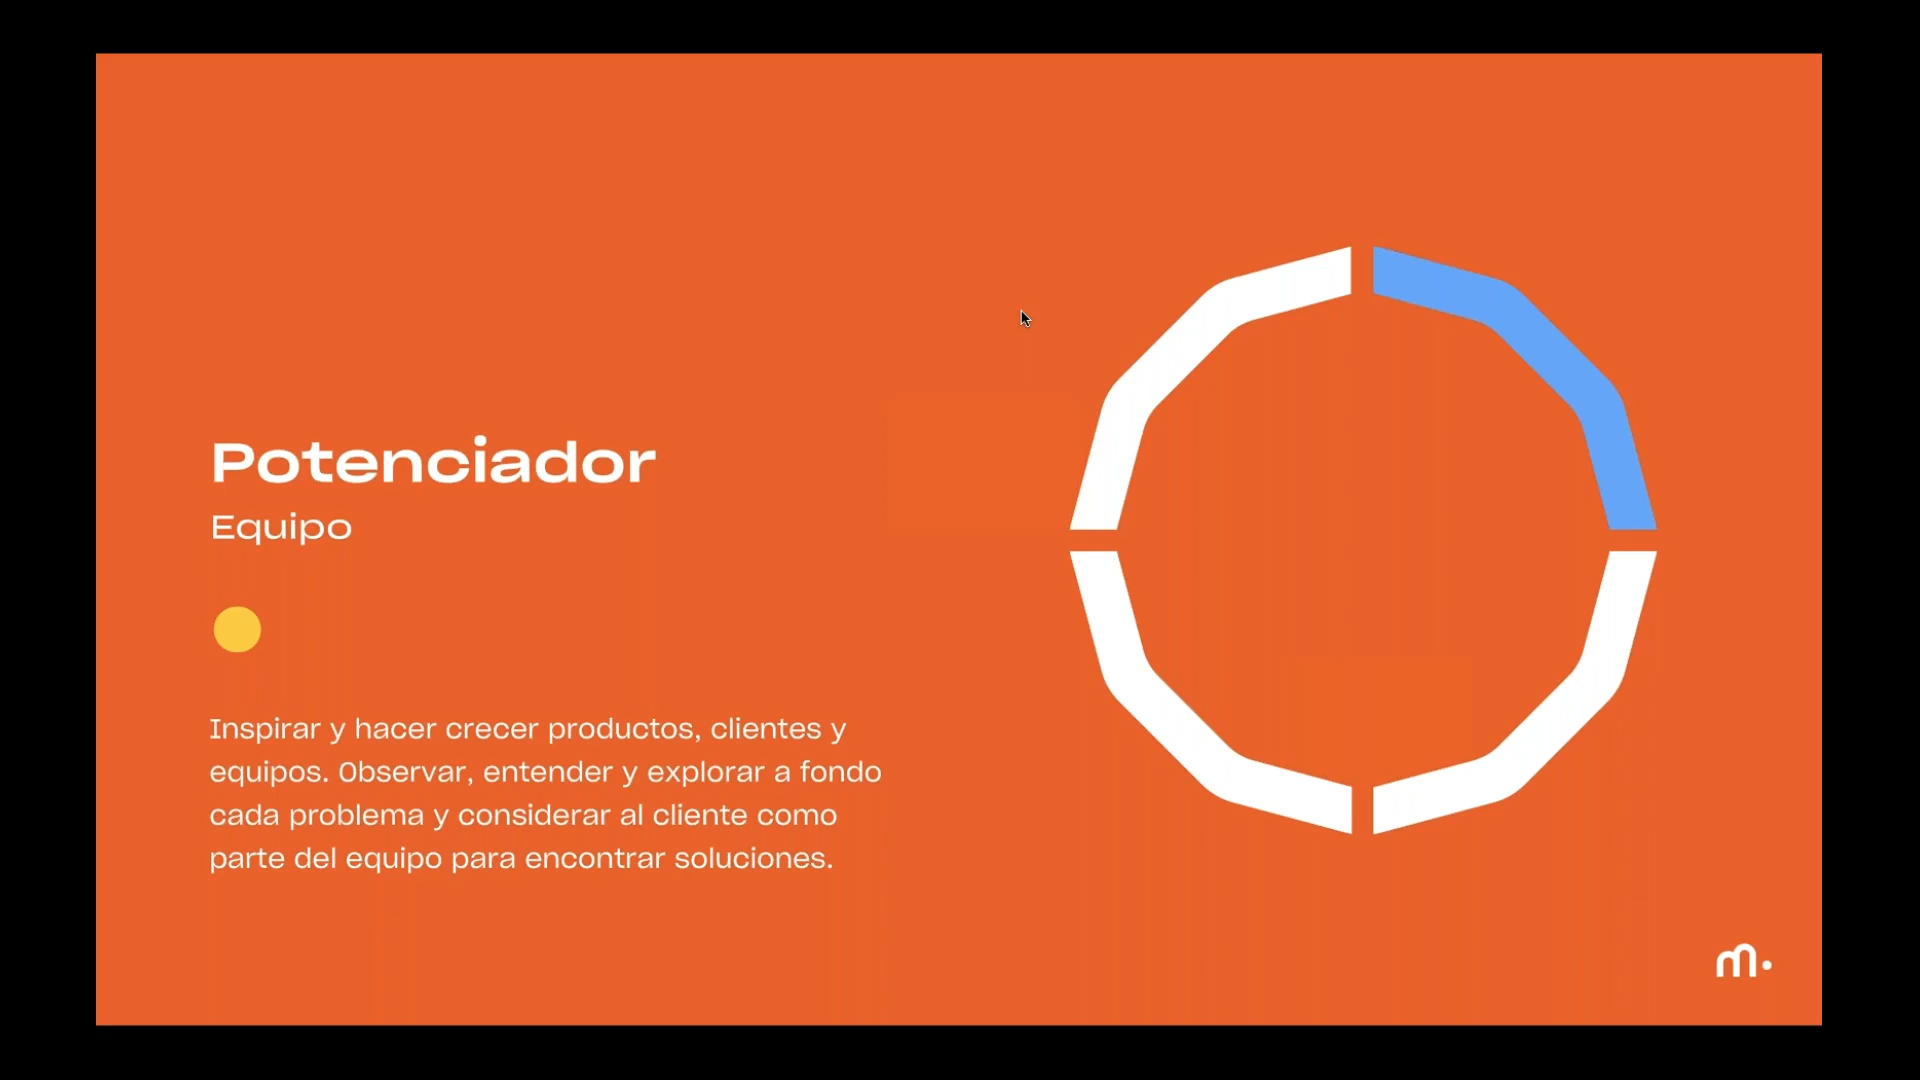 Potenciador
Equipo
Inspirar y hacer crecer productos, clientes y
equipos. Observar, entender y explorar a fondo
cada problema y considerar al cliente como
parte del equipo para encontrar soluciones.
m.